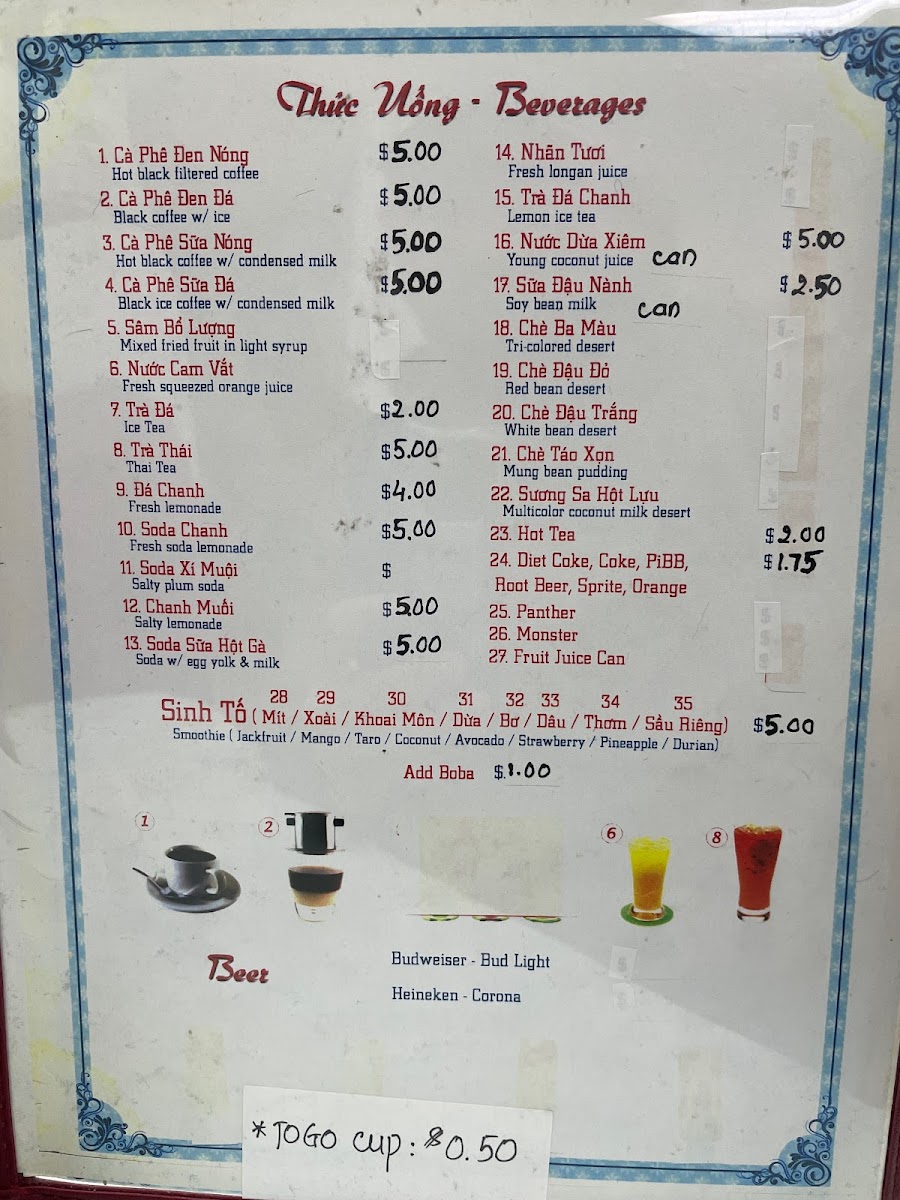 Thức Uống - Beverages
1. Cà Phê Đen Nóng $5.00
Hot black filtered coffee
2. Cà Phê Đen Đá $5.00
Black coffee w/ ice
3. Cà Phê Sữa Nóng $5.00
Hot black coffee w/ condensed milk
4. Cà Phê Sữa Đá $5.00
Black ice coffee w/ condensed milk
5. Sâm Bổ Lượng
Mixed fried fruit in light syrup
6. Nước Cam Vắt
Fresh squeezed orange juice
7. Trà Đá $2.00
Ice Tea
8. Trà Thái $5.00
Thai Tea
9. Đá Chanh $4.00
Fresh lemonade
10. Soda Chanh $5.00
Fresh soda lemonade
11. Soda Xí Muội $
Salty plum soda
12. Chanh Muối $5.00
Salty lemonade
13. Soda Sữa Hột Gà $5.00
Soda w/ egg yolk & milk
14. Nhãn Tươi
Fresh longan juice
15. Trà Đá Chanh
Lemon ice tea
16. Nước Dừa Xiêm $5.00
Young coconut juice can
17. Sữa Đậu Nành $2.50
Soy bean milk can
18. Chè Ba Màu
Tri-colored desert
19. Chè Đậu Đỏ
Red bean desert
20. Chè Đậu Trắng
White bean desert
21. Chè Táo Xọn
Mung bean pudding
22. Sương Sa Hột Lựu
Multicolor coconut milk desert
23. Hot Tea $2.00
24. Diet Coke, Coke, PiBB, $1.75
Root Beer, Sprite, Orange
25. Panther
26. Monster
27. Fruit Juice Can
28 29 30 31 32 33 34 35
Sinh Tố ( Mít / Xoài / Khoai Môn / Dừa / Bơ / Dâu / Thơm / Sầu Riêng) $5.00
Smoothie ( Jackfruit / Mango / Taro / Coconut / Avocado / Strawberry / Pineapple / Durian)
Add Boba $1.00
1
2
6
8
Beer
Budweiser - Bud Light
Heineken - Corona
*TOGO cup: $0.50